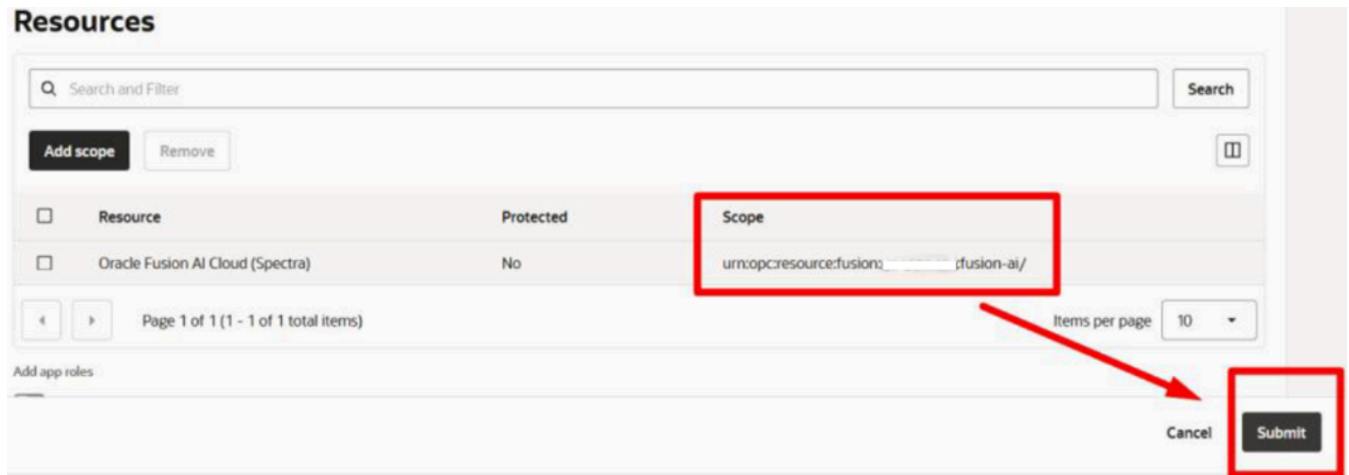 Resources
Search and Filter
Search
Add scope
Remove
Resource Protected Scope
Oracle Fusion AI Cloud (Spectra) No urn:opc:resource:fusion: :fusion-ai/
Page 1 of 1 (1 - 1 of 1 total items)
Items per page 10
Add app roles
Cancel
Submit